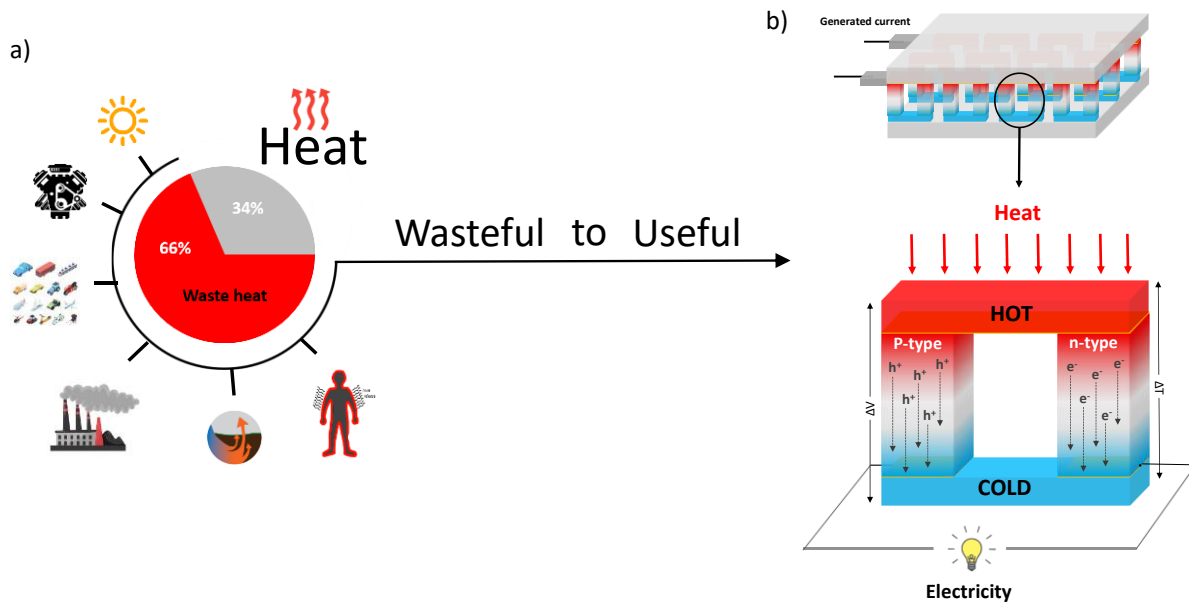 a)
Heat
34%
66%
Waste heat
Wasteful to Useful
b)
Generated current
Heat
HOT
P-type
n-type
h⁺
h⁺
h⁺
h⁺
h⁺
e⁻
e⁻
e⁻
e⁻
e⁻
ΔV
ΔT
COLD
Electricity